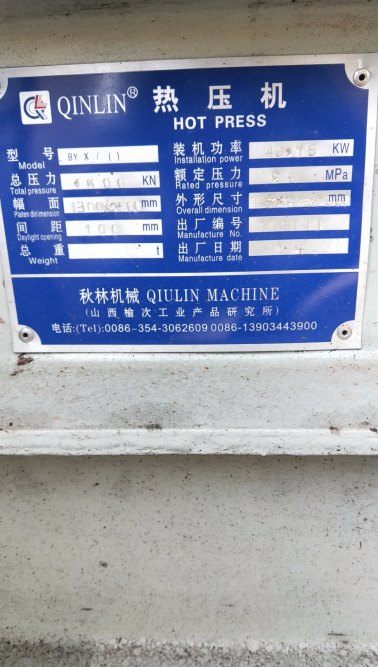 QINLIN® 热压机
HOT PRESS
型号 BY X / ( )
Model
装机功率 KW
Installation power
总压力 1500 KN
Total pressure
额定压力 MPa
Rated pressure
幅面 mm
Platen dinimension
外形尺寸 mm
Overall dimension
间距 100 mm
Daylight opening
出厂编号
Manufacture No.
总重 t
Weight
出厂日期
Manufacture date
秋林机械 QIULIN MACHINE
(山西榆次工业产品研究所)
电话:(Tel):0086-354-3062609 0086-13903443900